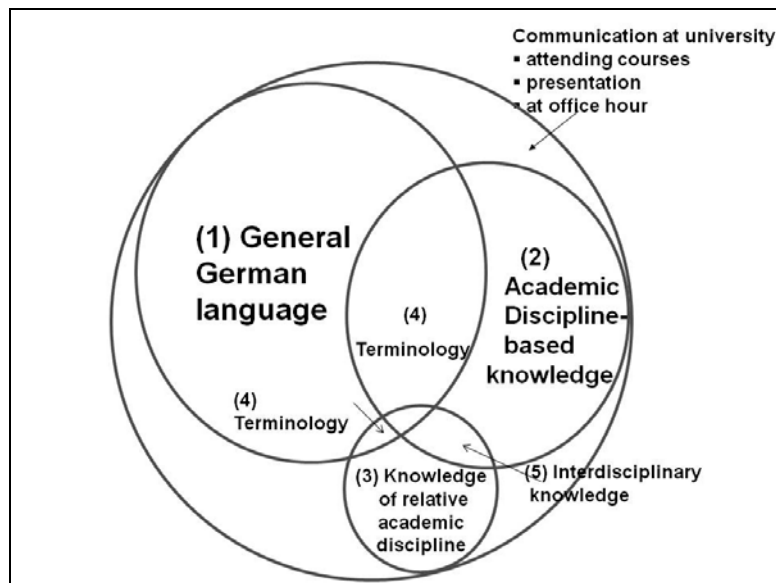 Communication at university
▪ attending courses
▪ presentation
▪ at office hour
(1) General
German
language
(2)
Academic
Discipline-
based
knowledge
(4)
Terminology
(4)
Terminology
(3) Knowledge
of relative
academic
discipline
(5) Interdisciplinary
knowledge